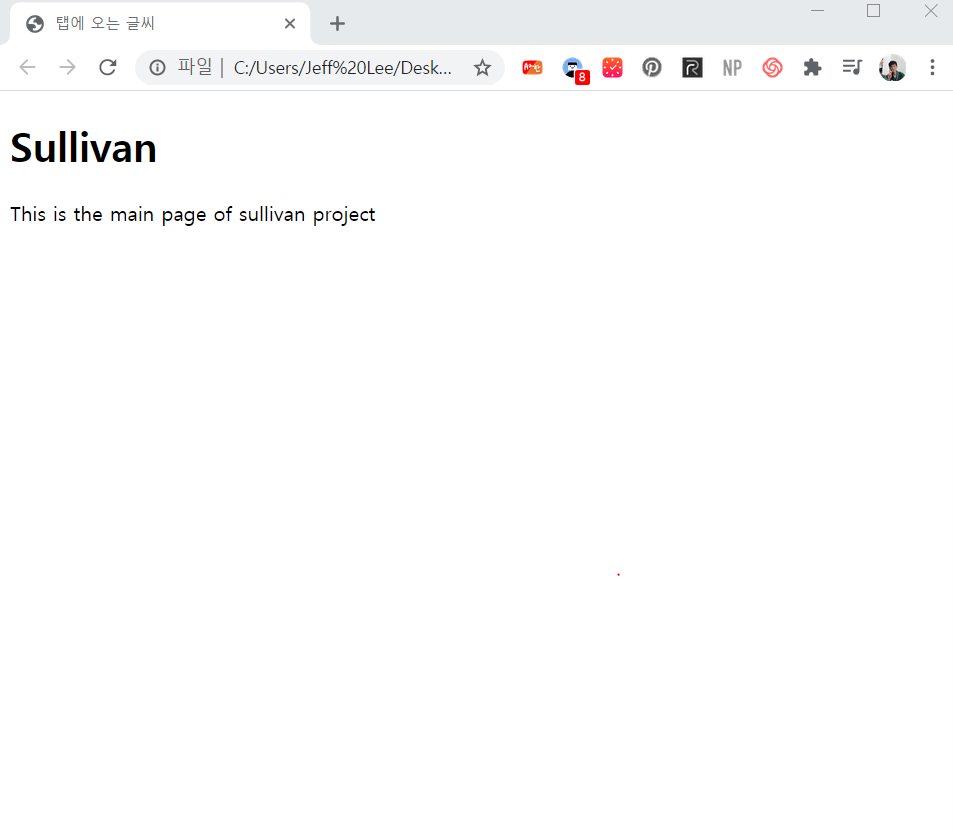 탭에 오는 글씨
파일 | C:/Users/Jeff%20Lee/Desk...
8
NP
Sullivan
This is the main page of sullivan project